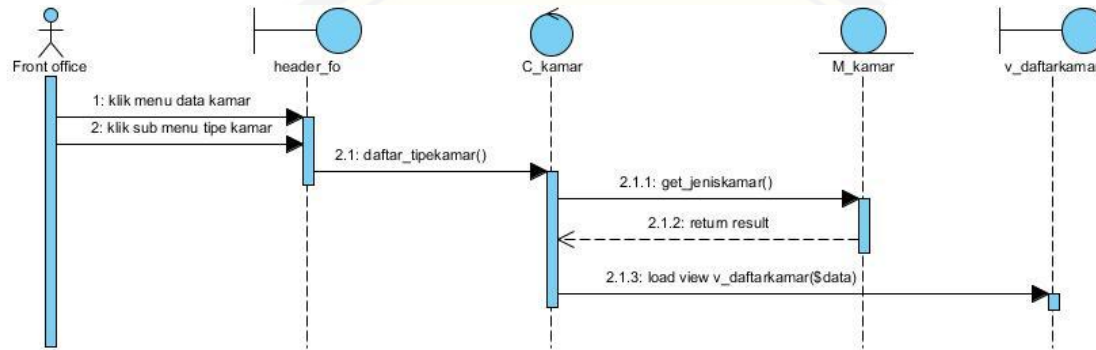 Front office
header_fo
C_kamar
M_kamar
v_daftarkamar
1: klik menu data kamar
2: klik sub menu tipe kamar
2.1: daftar_tipekamar()
2.1.1: get_jeniskamar()
2.1.2: return result
2.1.3: load view v_daftarkamar($data)